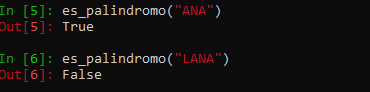 In [5]: es_palindromo("ANA")
Out[5]: True
In [6]: es_palindromo("LANA")
Out[6]: False